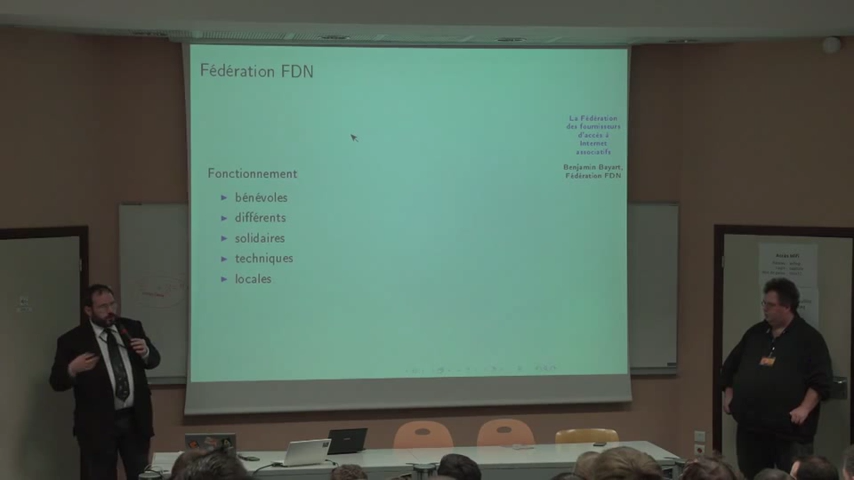 Fédération FDN
La Fédération
des fournisseurs
d'accès à
Internet
associatifs
Benjamin Bayart,
Fédération FDN
Fonctionnement
bénévoles
différents
solidaires
techniques
locales